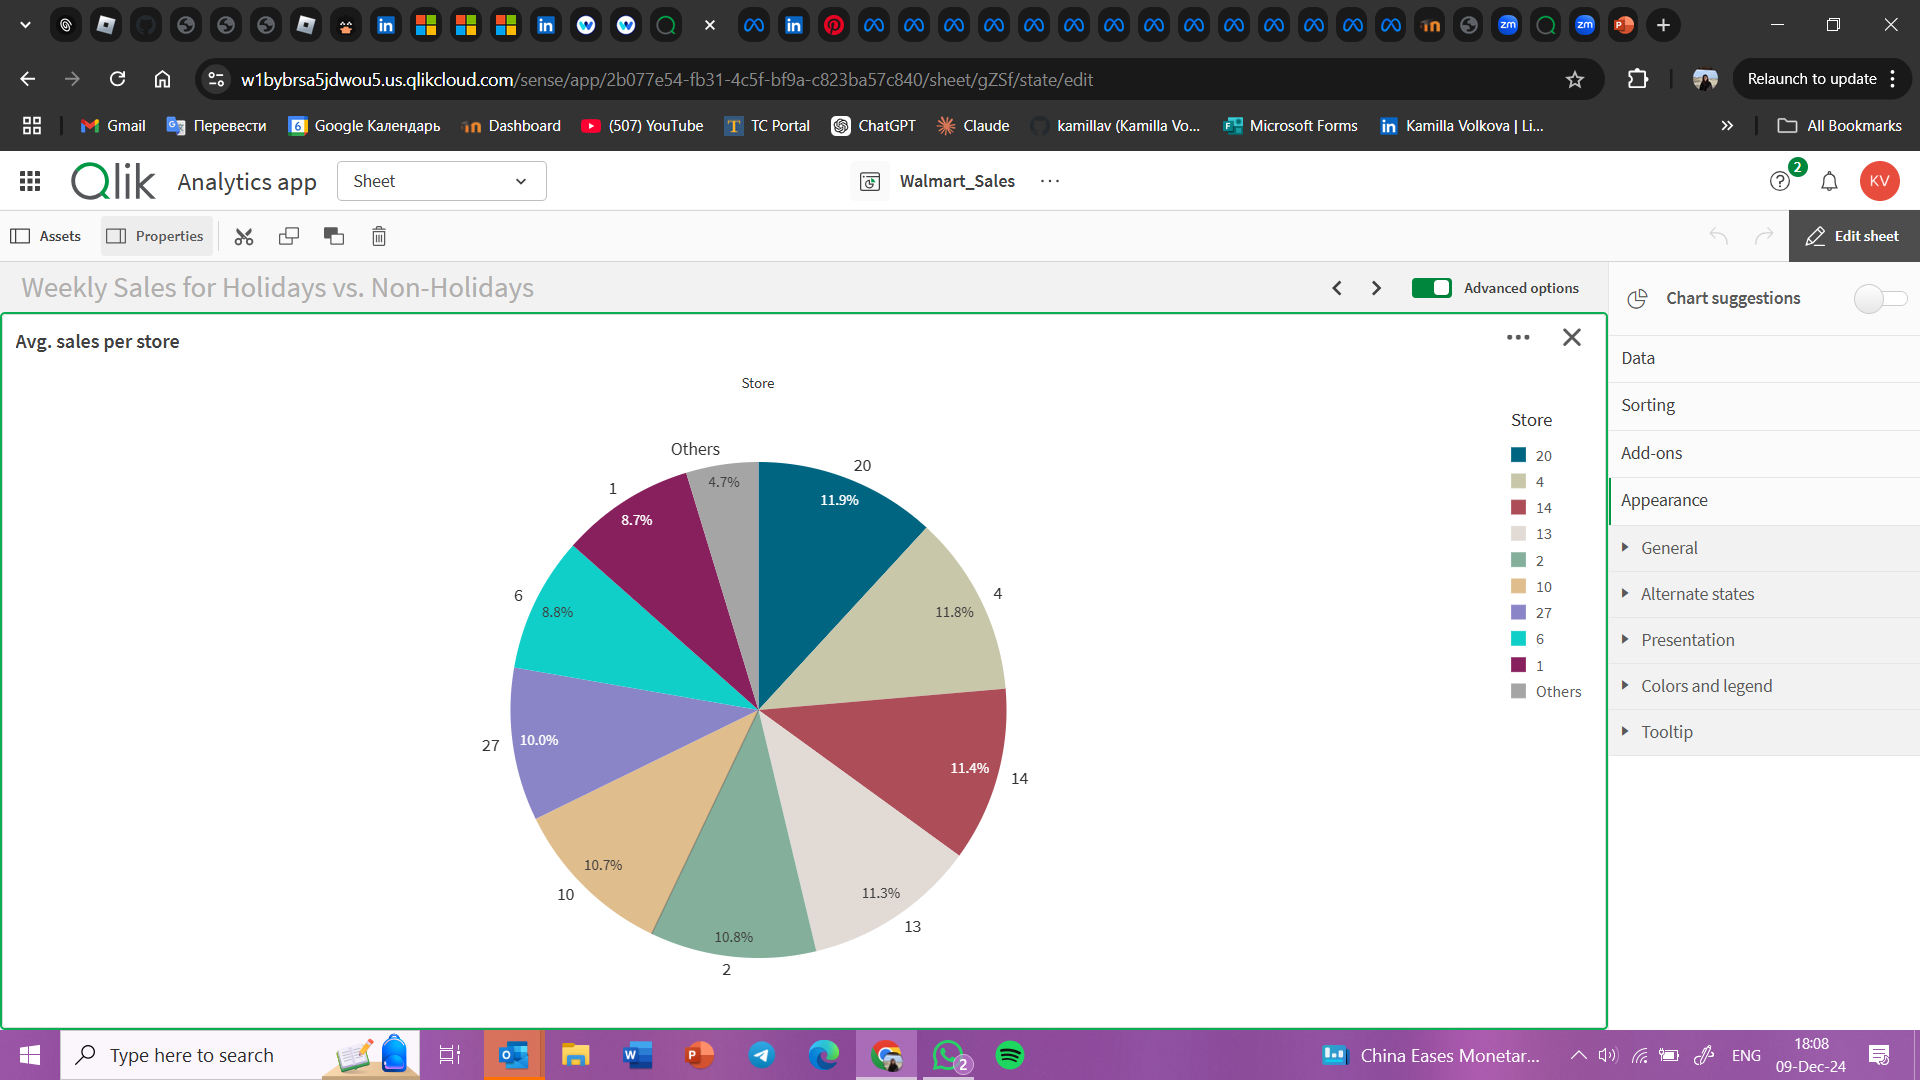 w1bybrsa5jdwou5.us.qlikcloud.com/sense/app/2b077e54-fb31-4c5f-bf9a-c823ba57c840/sheet/gZSf/state/edit
Relaunch to update
Gmail
Перевести
Google Календарь
Dashboard
(507) YouTube
TC Portal
ChatGPT
Claude
kamillav (Kamilla Vo...
Microsoft Forms
Kamilla Volkova | Li...
All Bookmarks
Qlik
Analytics app
Sheet
Walmart_Sales
2
KV
Assets
Properties
Edit sheet
Weekly Sales for Holidays vs. Non-Holidays
Advanced options
Chart suggestions
Avg. sales per store
Store
Others
4.7%
20
11.9%
4
11.8%
14
11.4%
13
11.3%
2
10.8%
10
10.7%
27
10.0%
6
8.8%
1
8.7%
Store
20
4
14
13
2
10
27
6
1
Others
Data
Sorting
Add-ons
Appearance
General
Alternate states
Presentation
Colors and legend
Tooltip
Type here to search
2
China Eases Monetar...
ENG
18:08
09-Dec-24